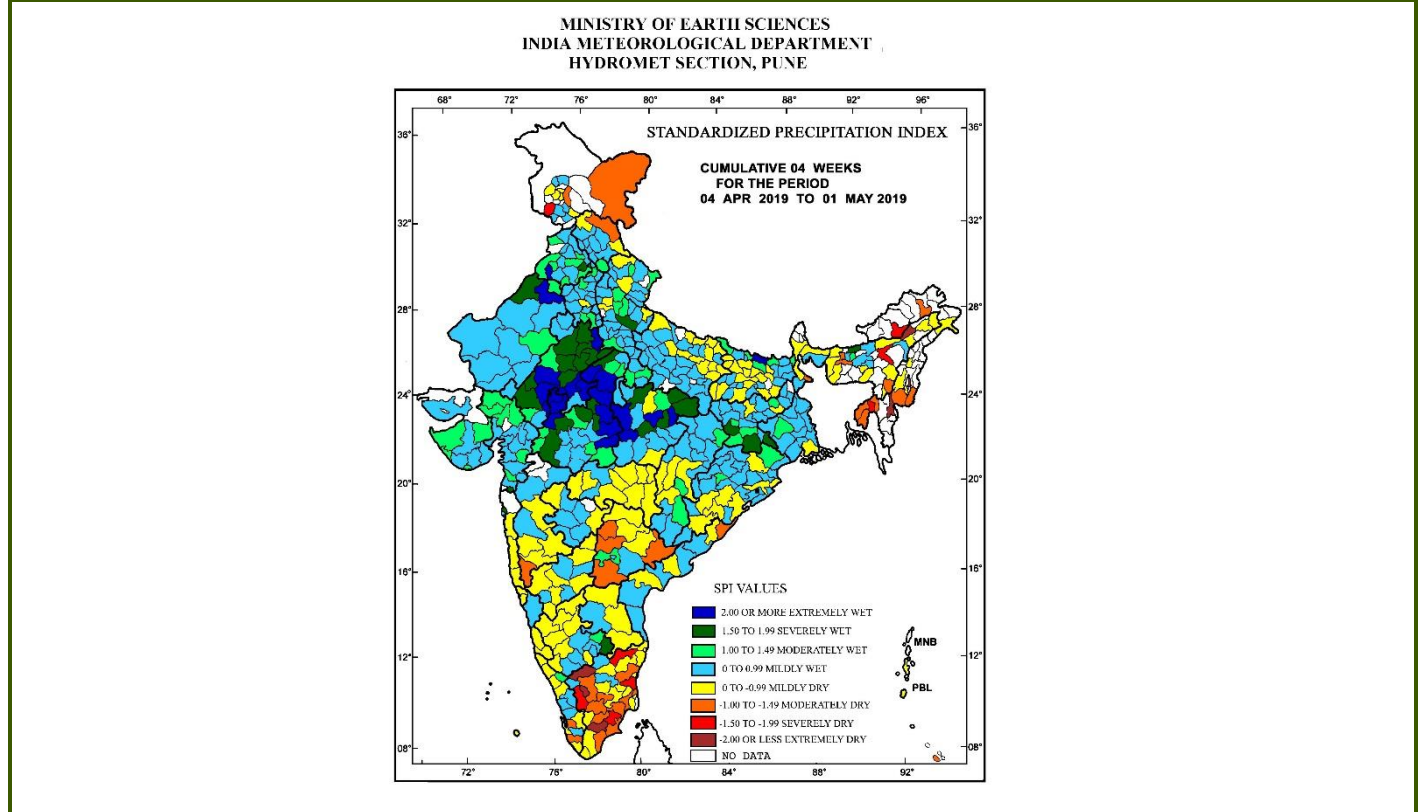 MINISTRY OF EARTH SCIENCES
INDIA METEOROLOGICAL DEPARTMENT
HYDROMET SECTION, PUNE
68° 72° 76° 80° 84° 88° 92° 96°
STANDARDIZED PRECIPITATION INDEX
CUMULATIVE 04 WEEKS
FOR THE PERIOD
04 APR 2019 TO 01 MAY 2019
36° 36°
32° 32°
28° 28°
24° 24°
20° 20°
16° 16°
SPI VALUES
2.00 OR MORE EXTREMELY WET
1.50 TO 1.99 SEVERELY WET
1.00 TO 1.49 MODERATELY WET
0 TO 0.99 MILDLY WET
0 TO -0.99 MILDLY DRY
-1.00 TO -1.49 MODERATELY DRY
-1.50 TO -1.99 SEVERELY DRY
-2.00 OR LESS EXTREMELY DRY
NO DATA
MNB
PBL
12° 12°
08° 08°
72° 76° 80° 84° 88° 92°